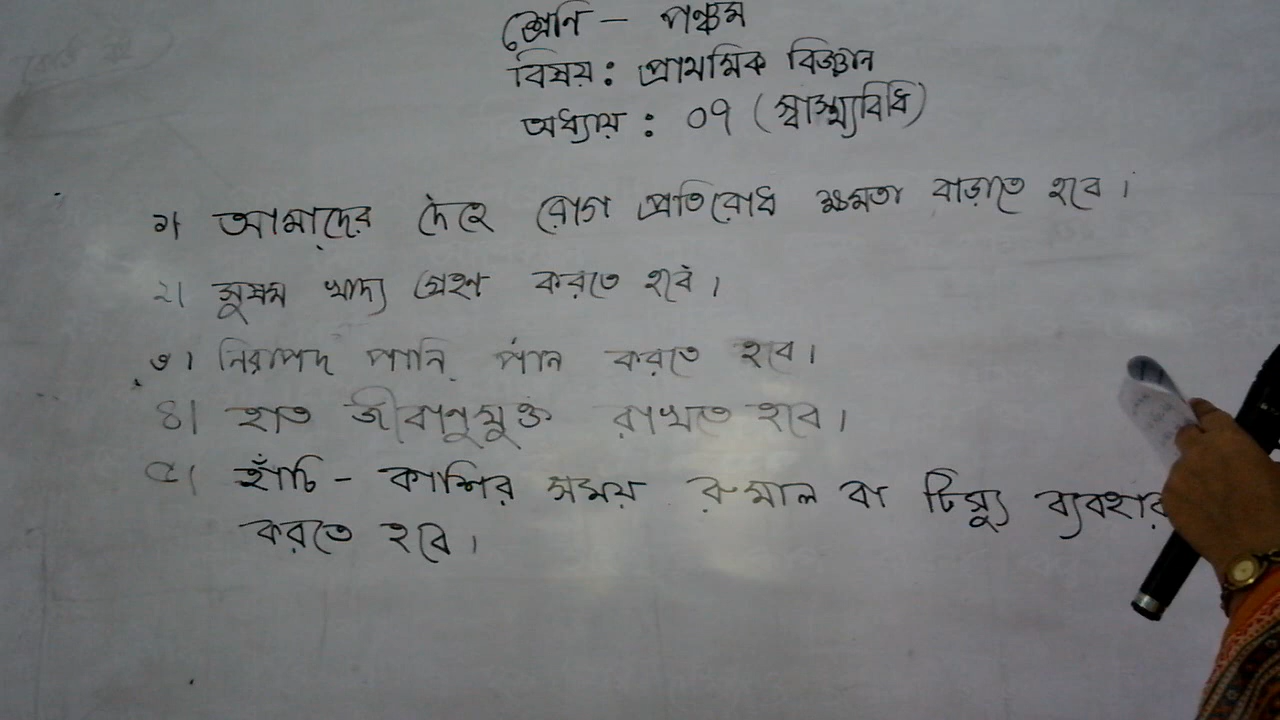 শ্রেনি - পঞ্চম
বিষয়: প্রাথমিক বিজ্ঞান
অধ্যায়: ০৭ (স্বাস্থ্যবিধি)
১। আমাদের দেহে রোগ প্রতিরোধ ক্ষমতা বাড়াতে হবে।
২। সুষম খাদ্য গ্রহণ করতে হবে।
৩। নিরাপদ পানি পান করতে হবে।
৪। হাত জীবানুমুক্ত রাখতে হবে।
৫। হাঁচি - কাশির সময় রুমাল বা টিস্যু ব্যবহার
করতে হবে।